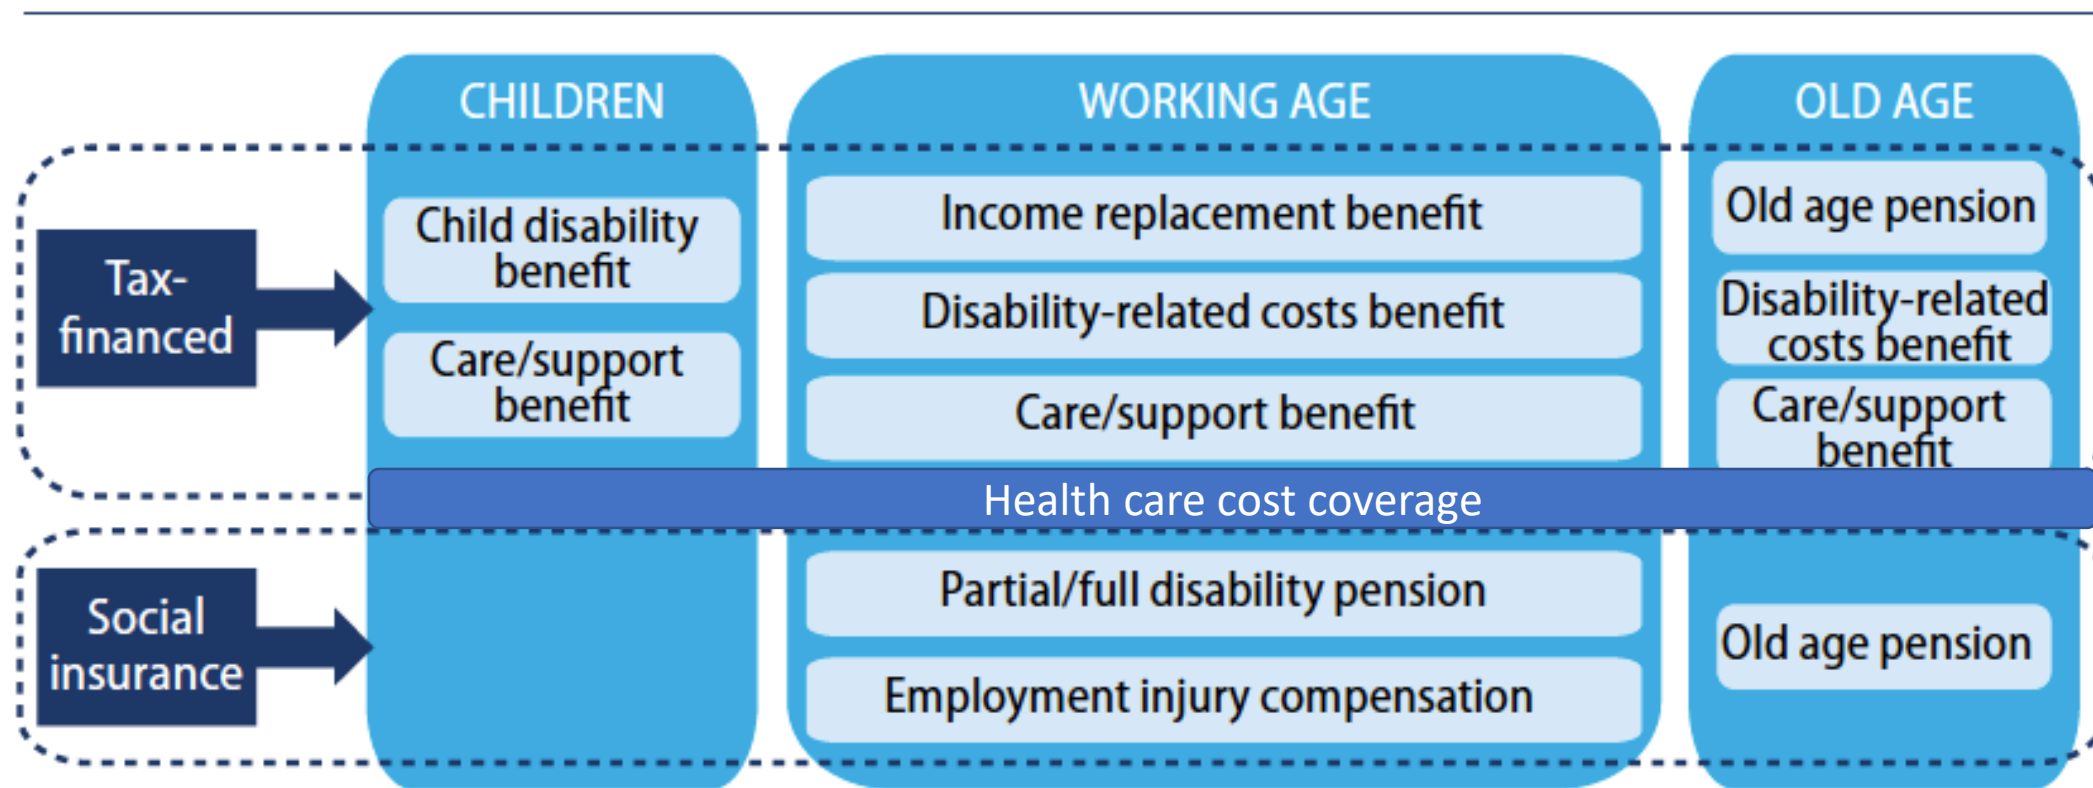 CHILDREN
WORKING AGE
OLD AGE
Tax-
financed
Child disability
benefit
Care/support
benefit
Income replacement benefit
Disability-related costs benefit
Care/support benefit
Old age pension
Disability-related
costs benefit
Care/support
benefit
Health care cost coverage
Social
insurance
Partial/full disability pension
Employment injury compensation
Old age pension